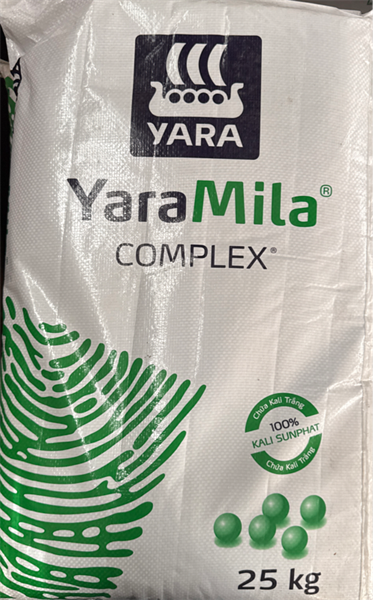 YARA
YaraMila®
COMPLEX®
Chứa Kali Trắng
100%
KALI SUNPHAT
Chứa Kali Trắng
25 kg